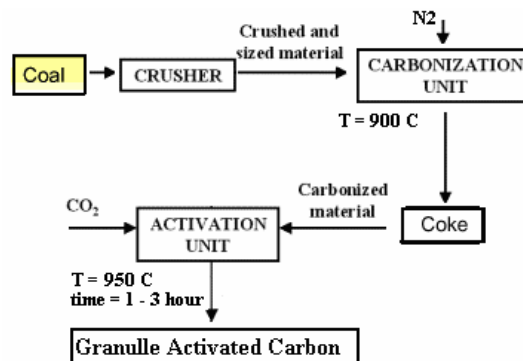 N2
Crushed and
sized material
Coal
CRUSHER
CARBONIZATION
UNIT
T = 900 C
CO₂
ACTIVATION
UNIT
Carbonized
material
Coke
T = 950 C
time = 1 - 3 hour
Granulle Activated Carbon